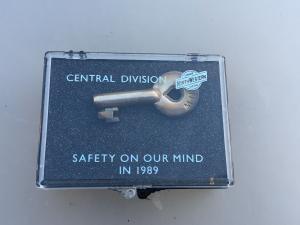 CENTRAL DIVISION
SAFETY ON OUR MIND
IN 1989